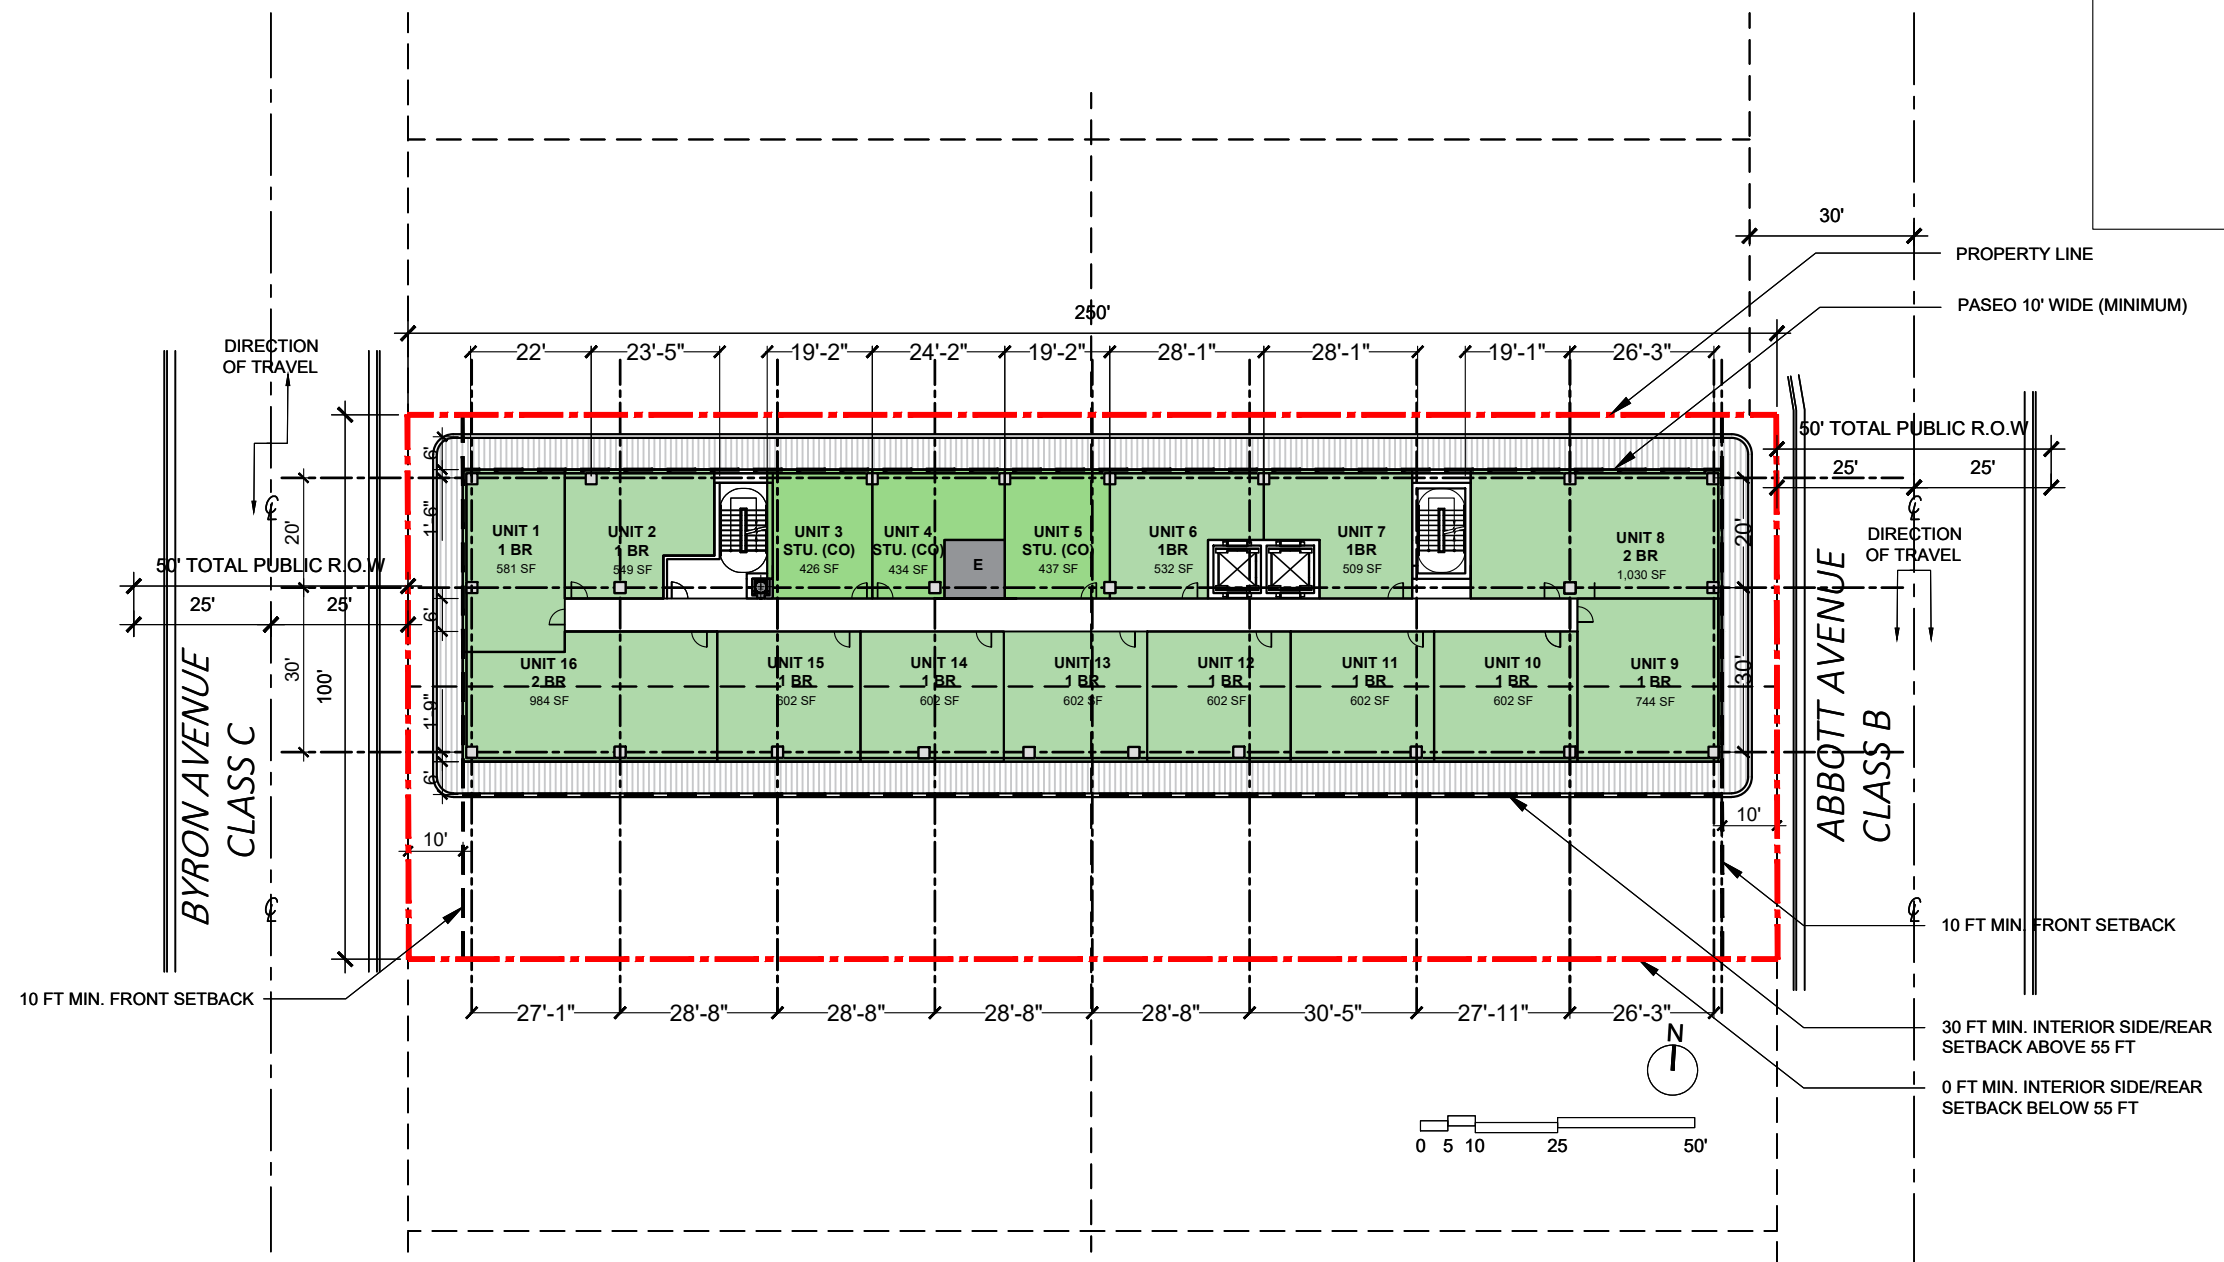 30'
PROPERTY LINE
PASEO 10' WIDE (MINIMUM)
250'
DIRECTION
OF TRAVEL
22'
23'-5"
19'-2"
24'-2"
19'-2"
28'-1"
28'-1"
19'-1"
26'-3"
50' TOTAL PUBLIC R.O.W
25'
25'
6'
1'-6"
20'
6'
30'
100'
1'-9"
6'
UNIT 1
1 BR
581 SF
UNIT 2
1 BR
549 SF
UNIT 3
STU. (CO)
426 SF
UNIT 4
STU. (CO)
434 SF
E
UNIT 5
STU. (CO)
437 SF
UNIT 6
1BR
532 SF
UNIT 7
1BR
509 SF
UNIT 8
2 BR
1,030 SF
20'
30'
DIRECTION
OF TRAVEL
50' TOTAL PUBLIC R.O.W
25'
25'
UNIT 16
2 BR
984 SF
UNIT 15
1 BR
602 SF
UNIT 14
1 BR
602 SF
UNIT 13
1 BR
602 SF
UNIT 12
1 BR
602 SF
UNIT 11
1 BR
602 SF
UNIT 10
1 BR
602 SF
UNIT 9
1 BR
744 SF
BYRON AVENUE
CLASS C
ABBOTT AVENUE
CLASS B
10'
10'
10 FT MIN. FRONT SETBACK
10 FT MIN. FRONT SETBACK
27'-1"
28'-8"
28'-8"
28'-8"
28'-8"
30'-5"
27'-11"
26'-3"
N
30 FT MIN. INTERIOR SIDE/REAR
SETBACK ABOVE 55 FT
0 FT MIN. INTERIOR SIDE/REAR
SETBACK BELOW 55 FT
0 5 10 25 50'